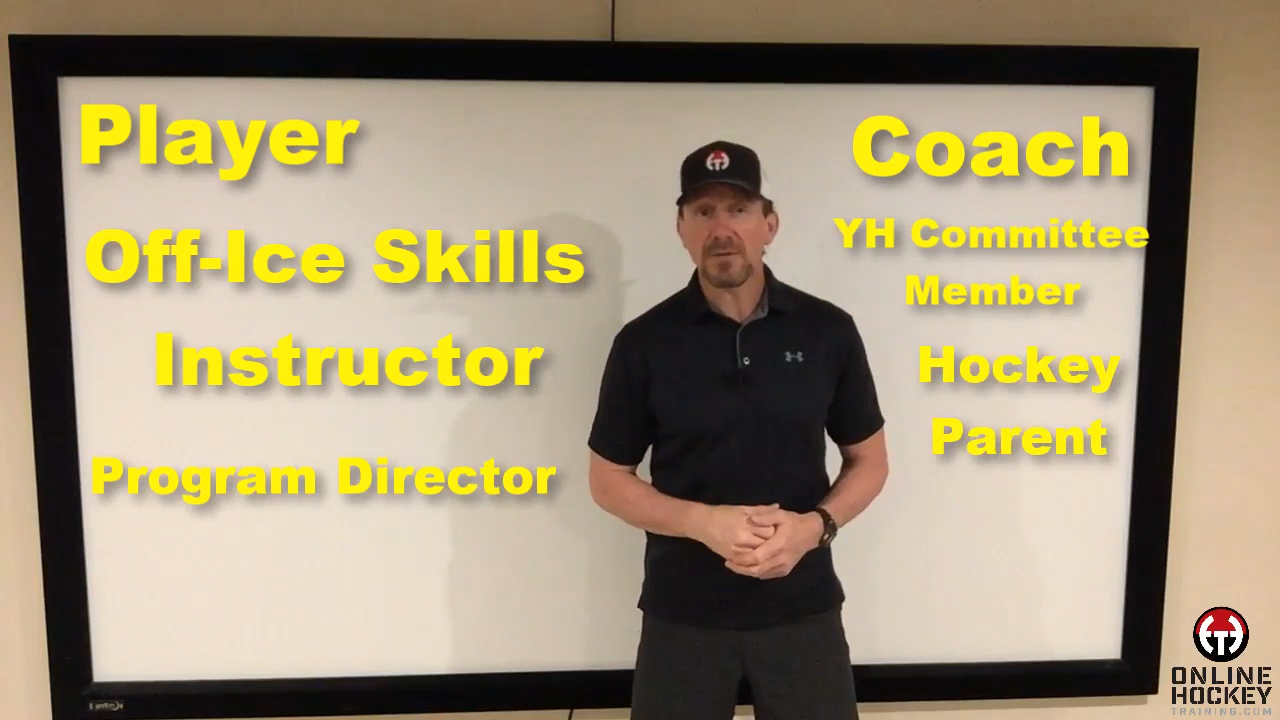 Player
Off-Ice Skills
Instructor
Program Director
Coach
YH Committee
Member
Hockey
Parent
ONLINE
HOCKEY
TRAINING.COM